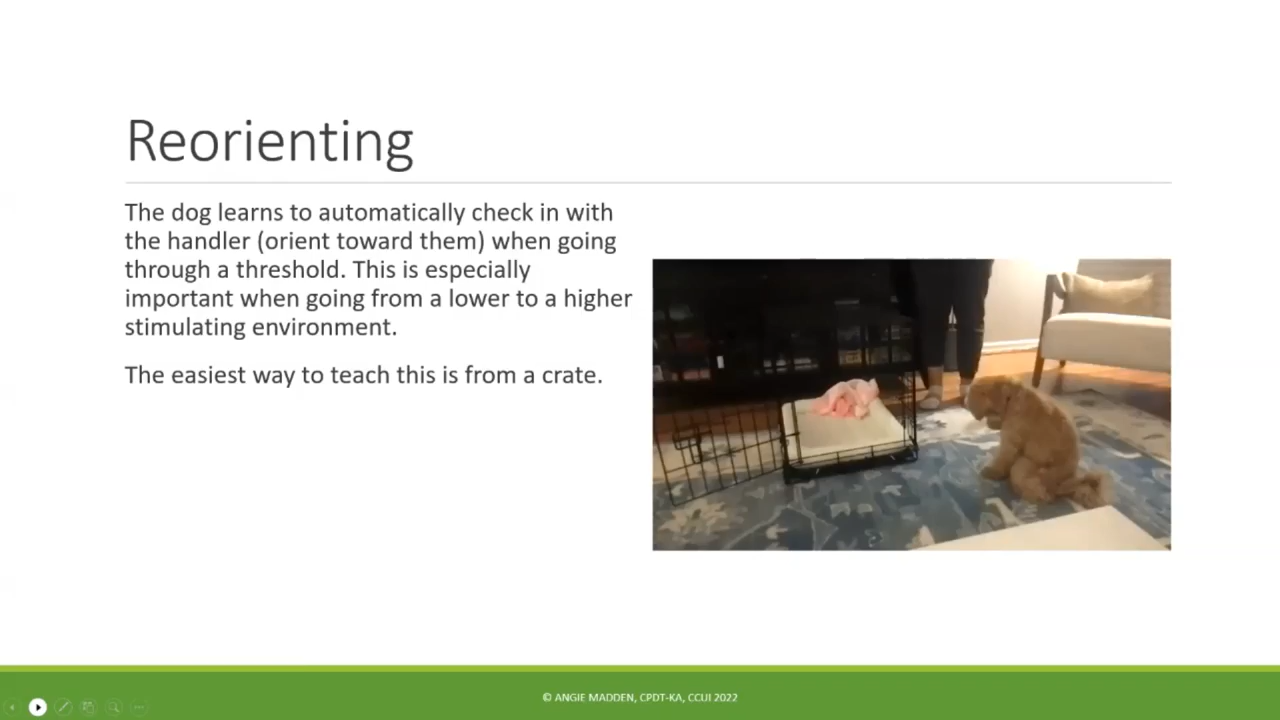 Reorienting
The dog learns to automatically check in with
the handler (orient toward them) when going
through a threshold. This is especially
important when going from a lower to a higher
stimulating environment.
The easiest way to teach this is from a crate.
© ANGIE MADDEN, CPDT-KA, CCUI 2022